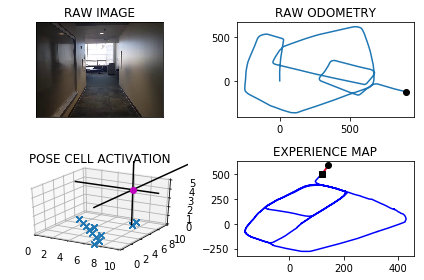 RAW IMAGE
RAW ODOMETRY
500
0
0 500
POSE CELL ACTIVATION
5
4
3
2
1
0
0 2 4 6 8 10
0 2 4 6 8 10
EXPERIENCE MAP
500
250
0
−250
0 200 400